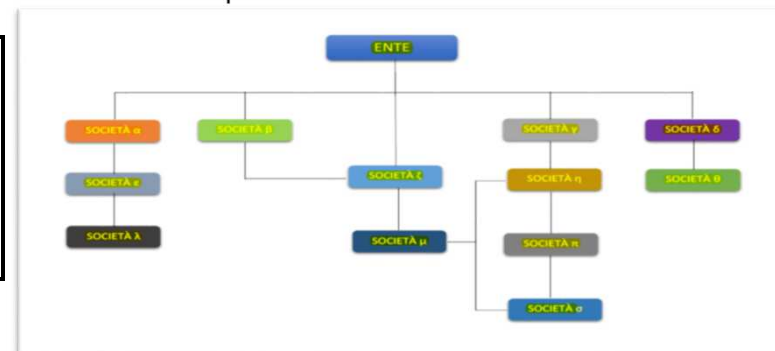 ENTE
SOCIETÀ α
SOCIETÀ β
SOCIETÀ γ
SOCIETÀ δ
SOCIETÀ ε
SOCIETÀ ζ
SOCIETÀ η
SOCIETÀ θ
SOCIETÀ λ
SOCIETÀ μ
SOCIETÀ π
SOCIETÀ σ